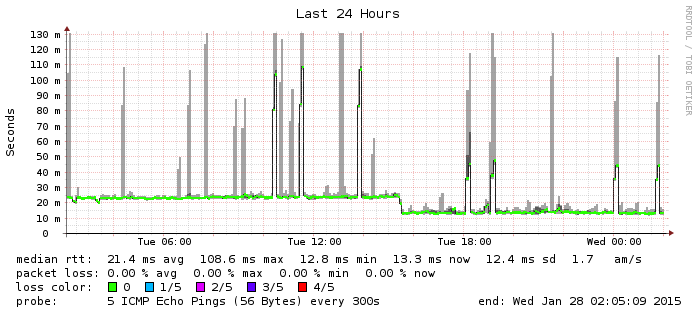 Last 24 Hours
RRDTOOL / TOBI OETIKER
Seconds
130 m
120 m
110 m
100 m
90 m
80 m
70 m
60 m
50 m
40 m
30 m
20 m
10 m
0
Tue 06:00 Tue 12:00 Tue 18:00 Wed 00:00
median rtt: 21.4 ms avg 108.6 ms max 12.8 ms min 13.3 ms now 12.4 ms sd 1.7 am/s
packet loss: 0.00 % avg 0.00 % max 0.00 % min 0.00 % now
loss color: 0 1/5 2/5 3/5 4/5
probe: 5 ICMP Echo Pings (56 Bytes) every 300s end: Wed Jan 28 02:05:09 2015